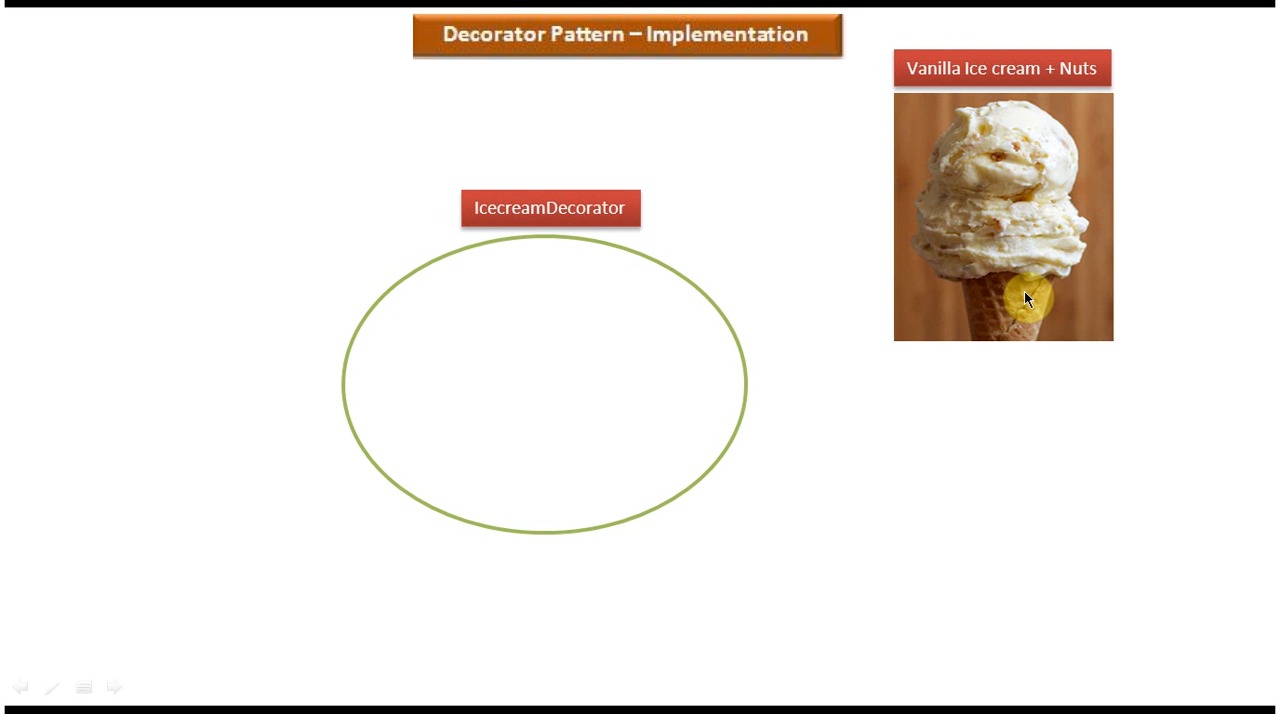 Decorator Pattern – Implementation
Vanilla Ice cream + Nuts
IcecreamDecorator